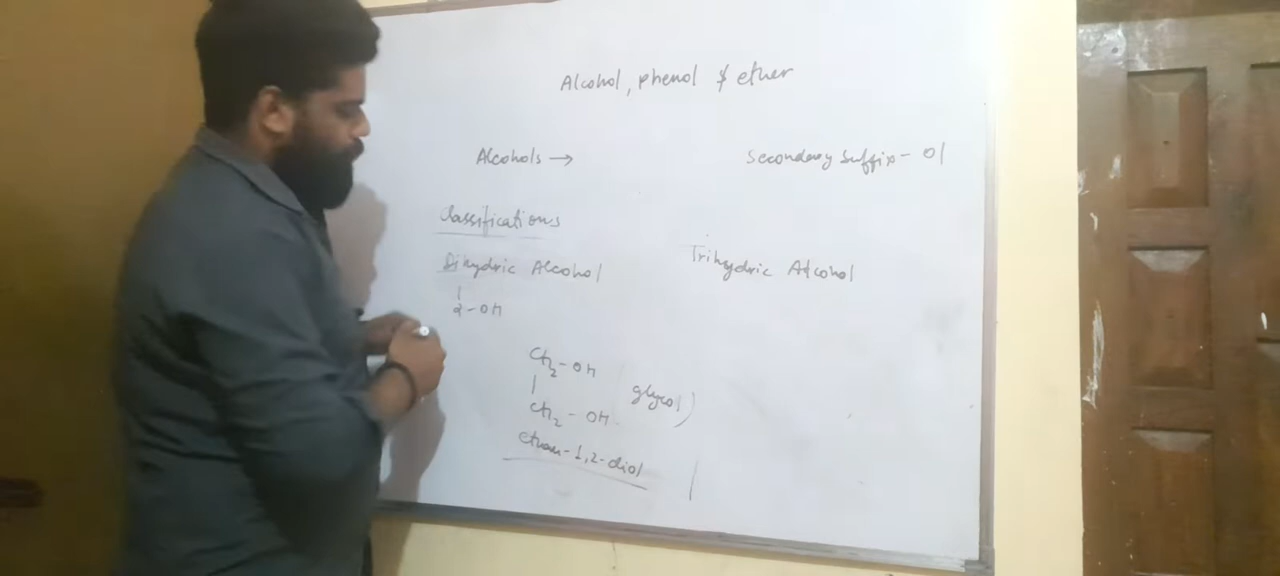 Alcohol, phenol & ether
Alcohols → Secondary suffix - ol
Classifications
Dihydric Alcohol
2 - OH
Trihydric Alcohol
CH2 - OH
|
CH2 - OH
glycol)
ethan-1,2-diol